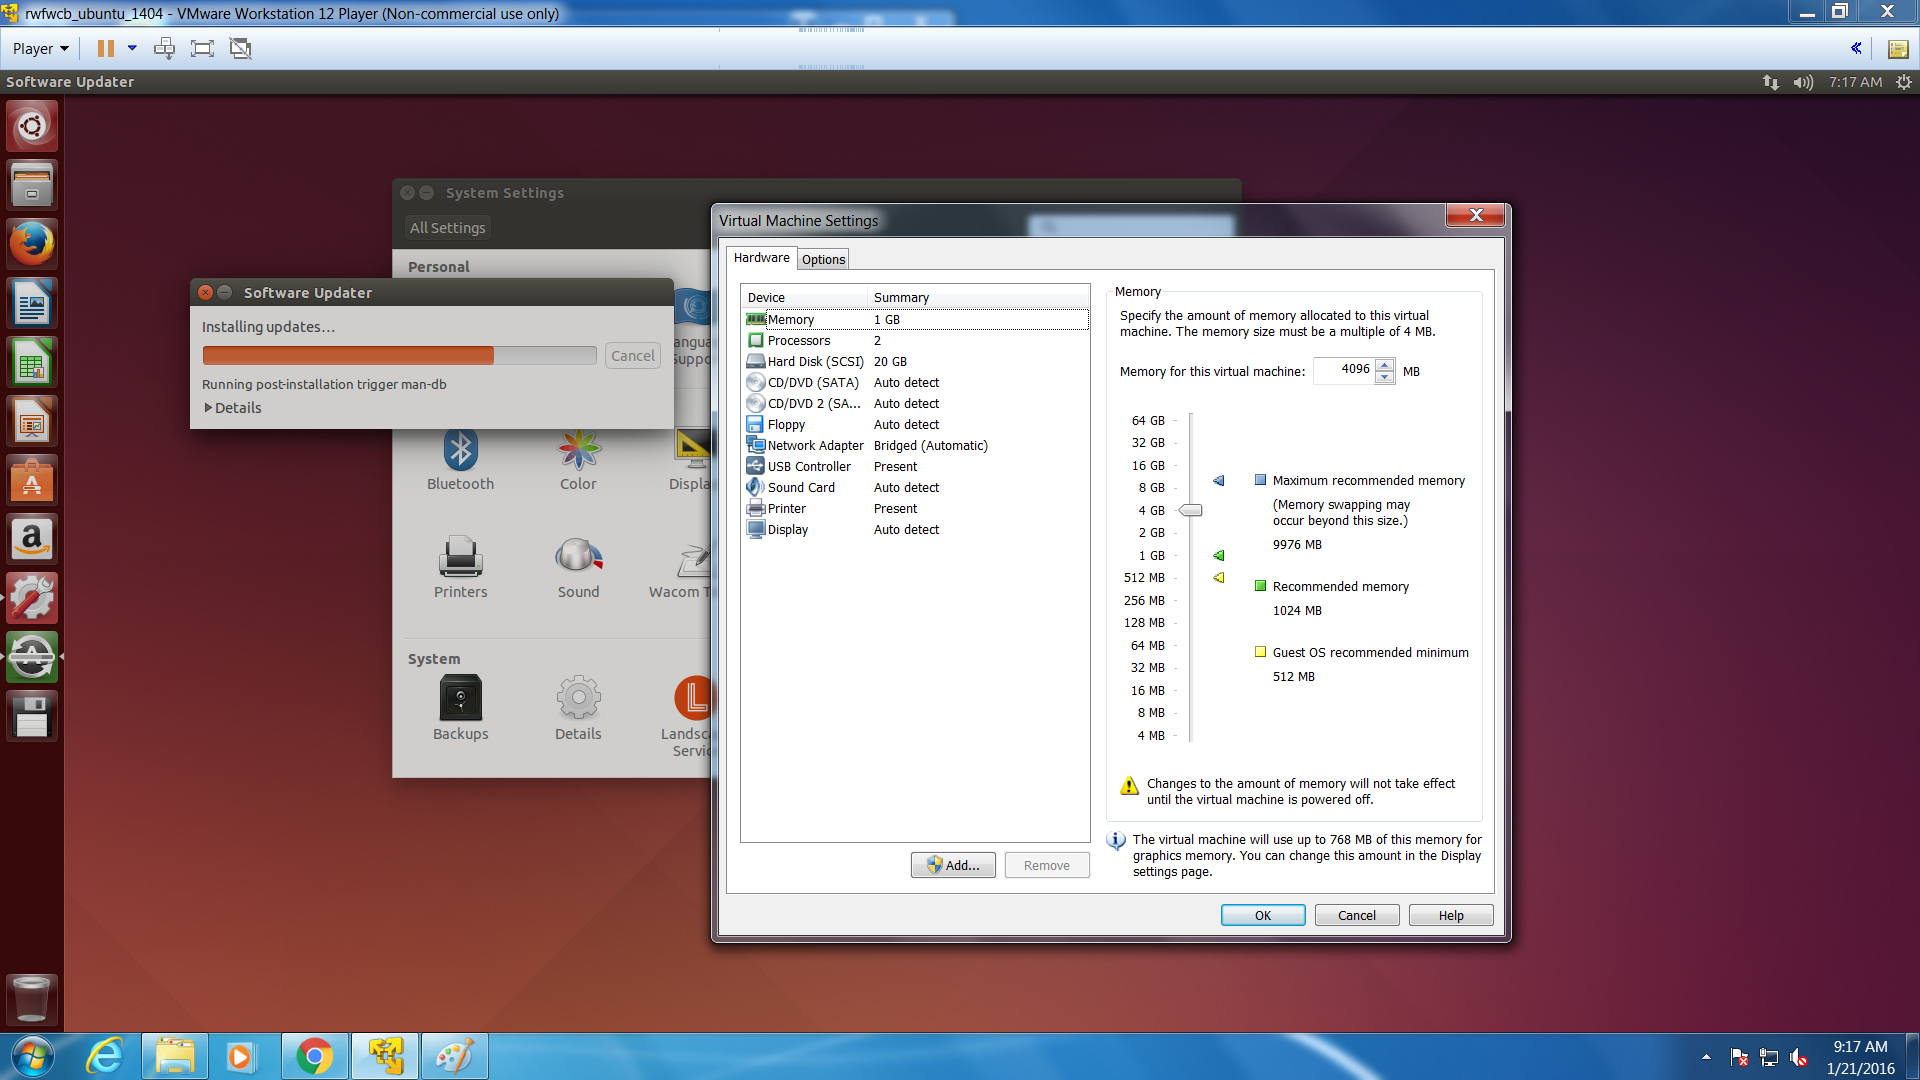 rwfwcb_ubuntu_1404 - VMware Workstation 12 Player (Non-commercial use only)
Player
Software Updater
7:17 AM
System Settings
All Settings
Personal
Software Updater
Installing updates...
Cancel
Running post-installation trigger man-db
Details
Bluetooth
Color
Printers
Sound
Wacom T
System
Backups
Details
Virtual Machine Settings
Hardware
Options
Device Summary
Memory 1 GB
Processors 2
Hard Disk (SCSI) 20 GB
CD/DVD (SATA) Auto detect
CD/DVD 2 (SA... Auto detect
Floppy Auto detect
Network Adapter Bridged (Automatic)
USB Controller Present
Sound Card Auto detect
Printer Present
Display Auto detect
Add...
Remove
Memory
Specify the amount of memory allocated to this virtual
machine. The memory size must be a multiple of 4 MB.
Memory for this virtual machine: 4096 MB
64 GB
32 GB
16 GB
8 GB
4 GB
2 GB
1 GB
512 MB
256 MB
128 MB
64 MB
32 MB
16 MB
8 MB
4 MB
Maximum recommended memory
(Memory swapping may
occur beyond this size.)
9976 MB
Recommended memory
1024 MB
Guest OS recommended minimum
512 MB
Changes to the amount of memory will not take effect
until the virtual machine is powered off.
The virtual machine will use up to 768 MB of this memory for
graphics memory. You can change this amount in the Display
settings page.
OK
Cancel
Help
9:17 AM
1/21/2016